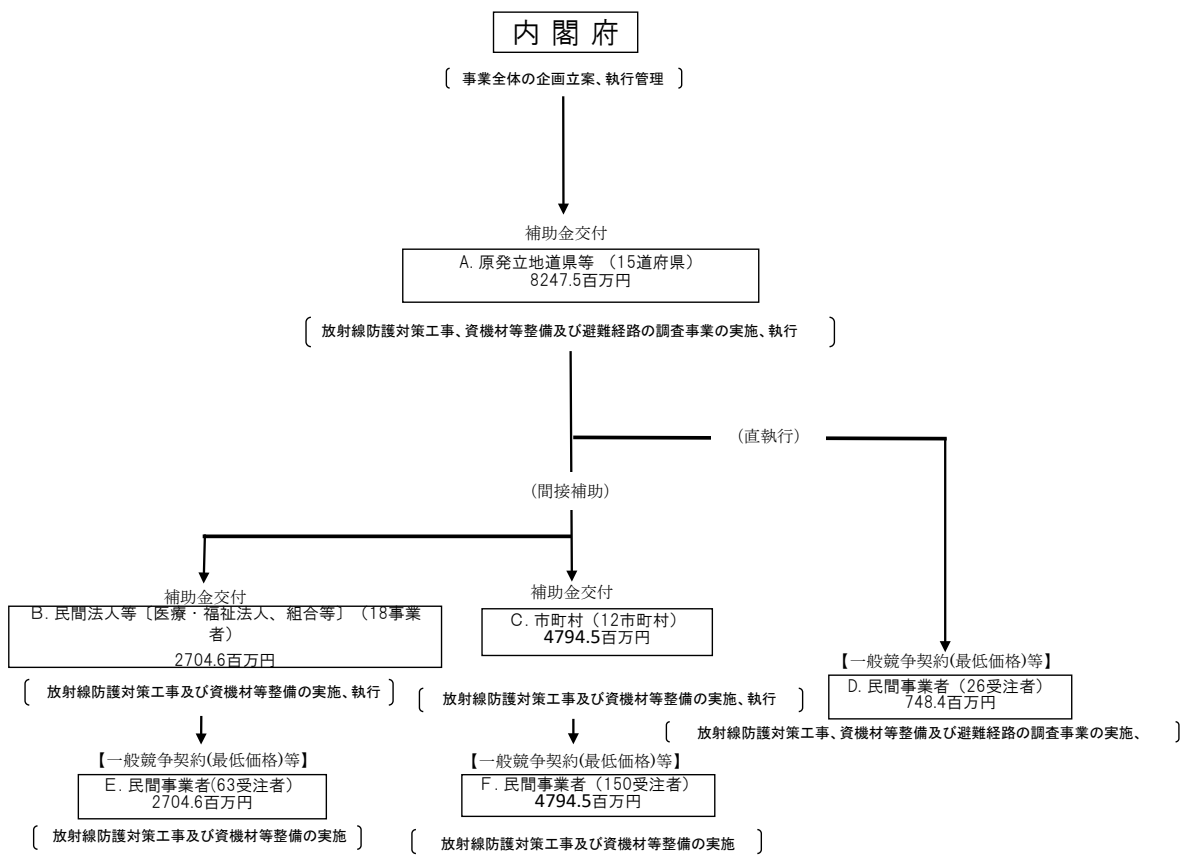 内閣府
事業全体の企画立案、執行管理
補助金交付
A. 原発立地道県等 （15道府県）
8247.5百万円
放射線防護対策工事、資機材等整備及び避難経路の調査事業の実施、執行
(直執行)
(間接補助)
補助金交付
B. 民間法人等〔医療・福祉法人、組合等〕（18事業
者）
2704.6百万円
放射線防護対策工事及び資機材等整備の実施、執行
補助金交付
C. 市町村（12市町村）
4794.5百万円
放射線防護対策工事及び資機材等整備の実施、執行
【一般競争契約(最低価格)等】
D. 民間事業者（26受注者）
748.4百万円
放射線防護対策工事、資機材等整備及び避難経路の調査事業の実施、
【一般競争契約(最低価格)等】
E. 民間事業者(63受注者）
2704.6百万円
放射線防護対策工事及び資機材等整備の実施
【一般競争契約(最低価格)等】
F. 民間事業者（150受注者）
4794.5百万円
放射線防護対策工事及び資機材等整備の実施